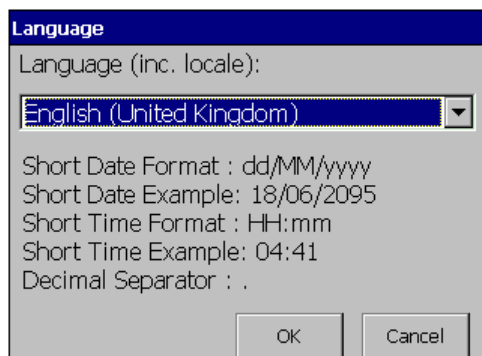 Language
Language (inc. locale):
English (United Kingdom)
Short Date Format : dd/MM/yyyy
Short Date Example: 18/06/2095
Short Time Format : HH:mm
Short Time Example: 04:41
Decimal Separator : .
OK Cancel